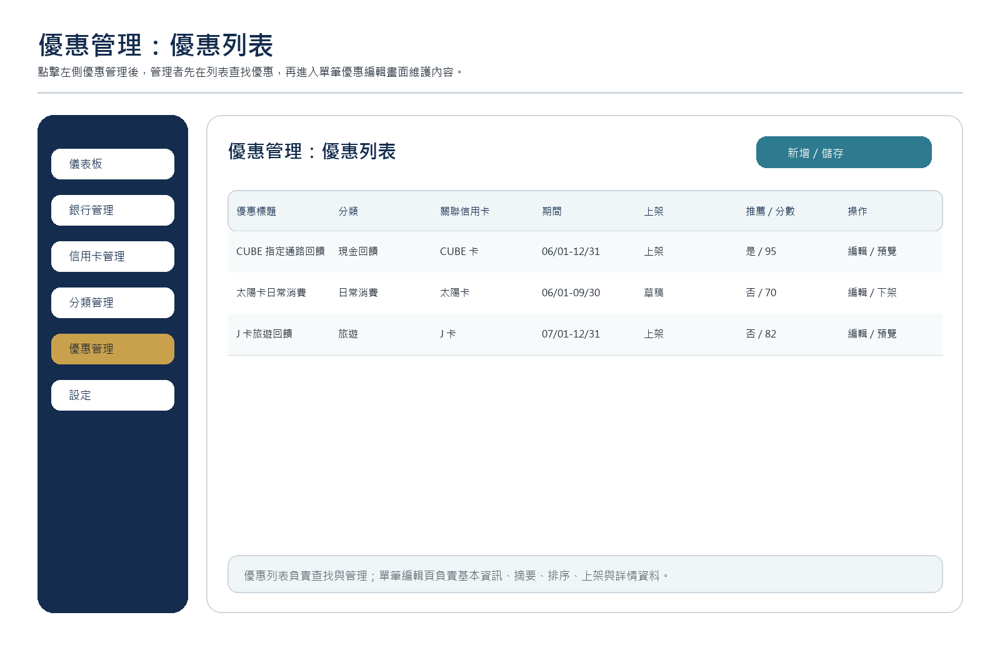 優惠管理：優惠列表
點擊左側優惠管理後，管理者先在列表查找優惠，再進入單筆優惠編輯畫面維護內容。
儀表板
銀行管理
信用卡管理
分類管理
優惠管理
設定
優惠管理：優惠列表
新增 / 儲存
優惠標題 分類 關聯信用卡 期間 上架 推薦 / 分數 操作
CUBE 指定通路回饋 現金回饋 CUBE 卡 06/01-12/31 上架 是 / 95 編輯 / 預覽
太陽卡日常消費 日常消費 太陽卡 06/01-09/30 草稿 否 / 70 編輯 / 下架
J 卡旅遊回饋 旅遊 J 卡 07/01-12/31 上架 否 / 82 編輯 / 預覽
優惠列表負責查找與管理；單筆編輯頁負責基本資訊、摘要、排序、上架與詳情資料。